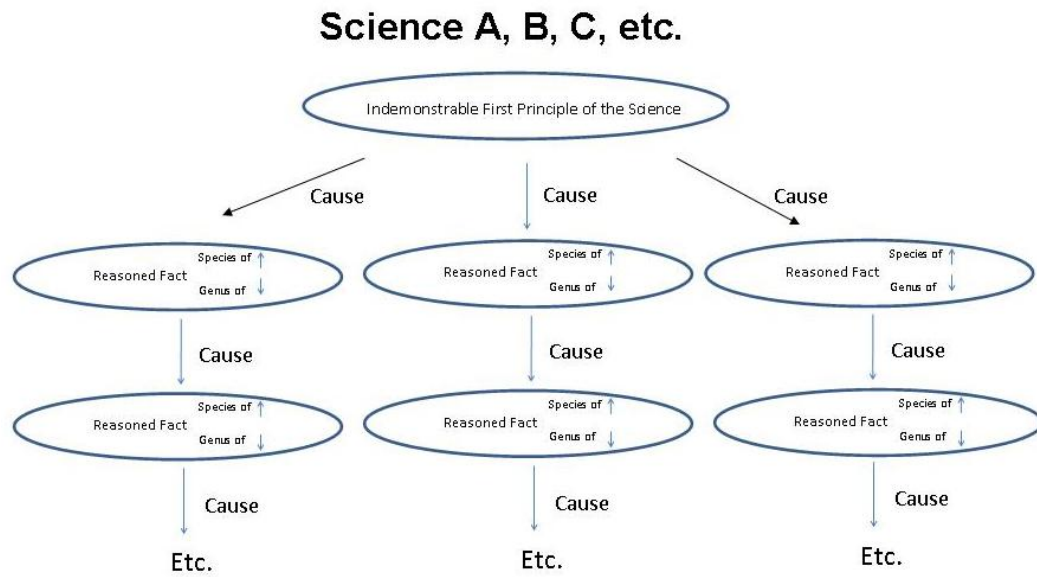 Science A, B, C, etc.
Indemonstrable First Principle of the Science
Cause
Cause
Cause
Reasoned Fact
Species of
Genus of
Reasoned Fact
Species of
Genus of
Reasoned Fact
Species of
Genus of
Cause
Cause
Cause
Reasoned Fact
Species of
Genus of
Reasoned Fact
Species of
Genus of
Reasoned Fact
Species of
Genus of
Cause
Cause
Cause
Etc.
Etc.
Etc.